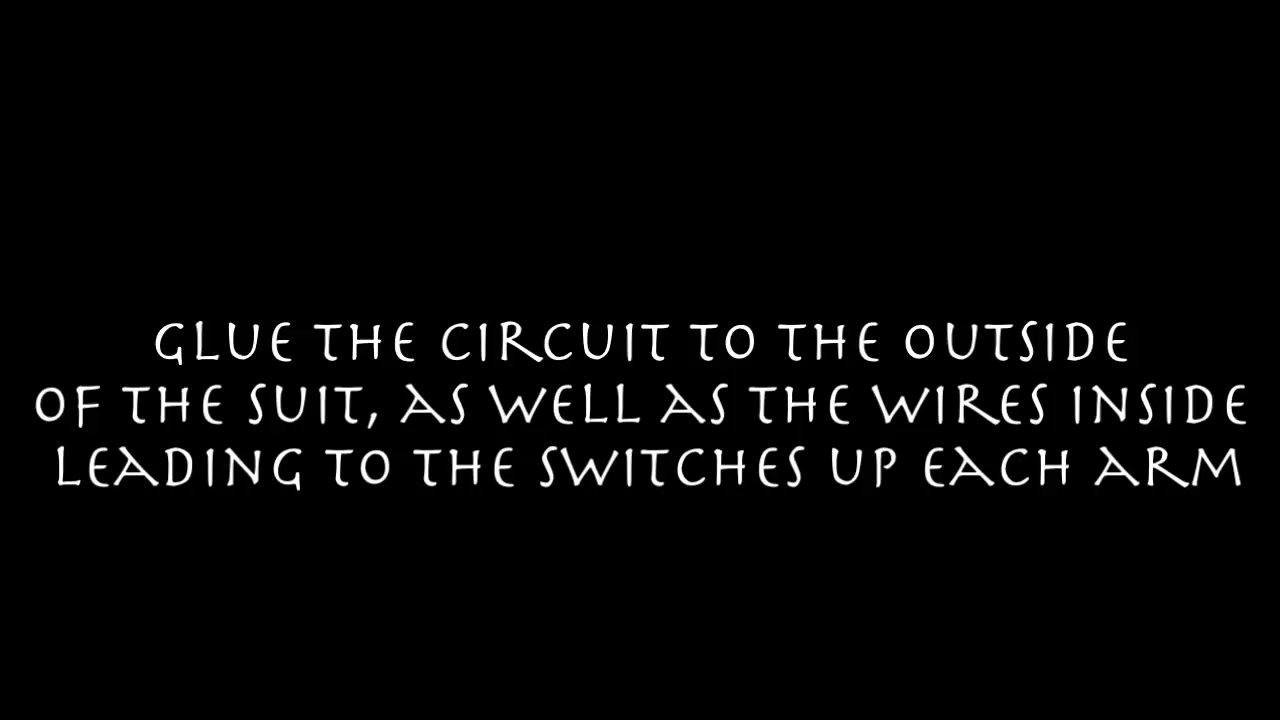 GLUE THE CIRCUIT TO THE OUTSIDE
OF THE SUIT, AS WELL AS THE WIRES INSIDE
LEADING TO THE SWITCHES UP EACH ARM